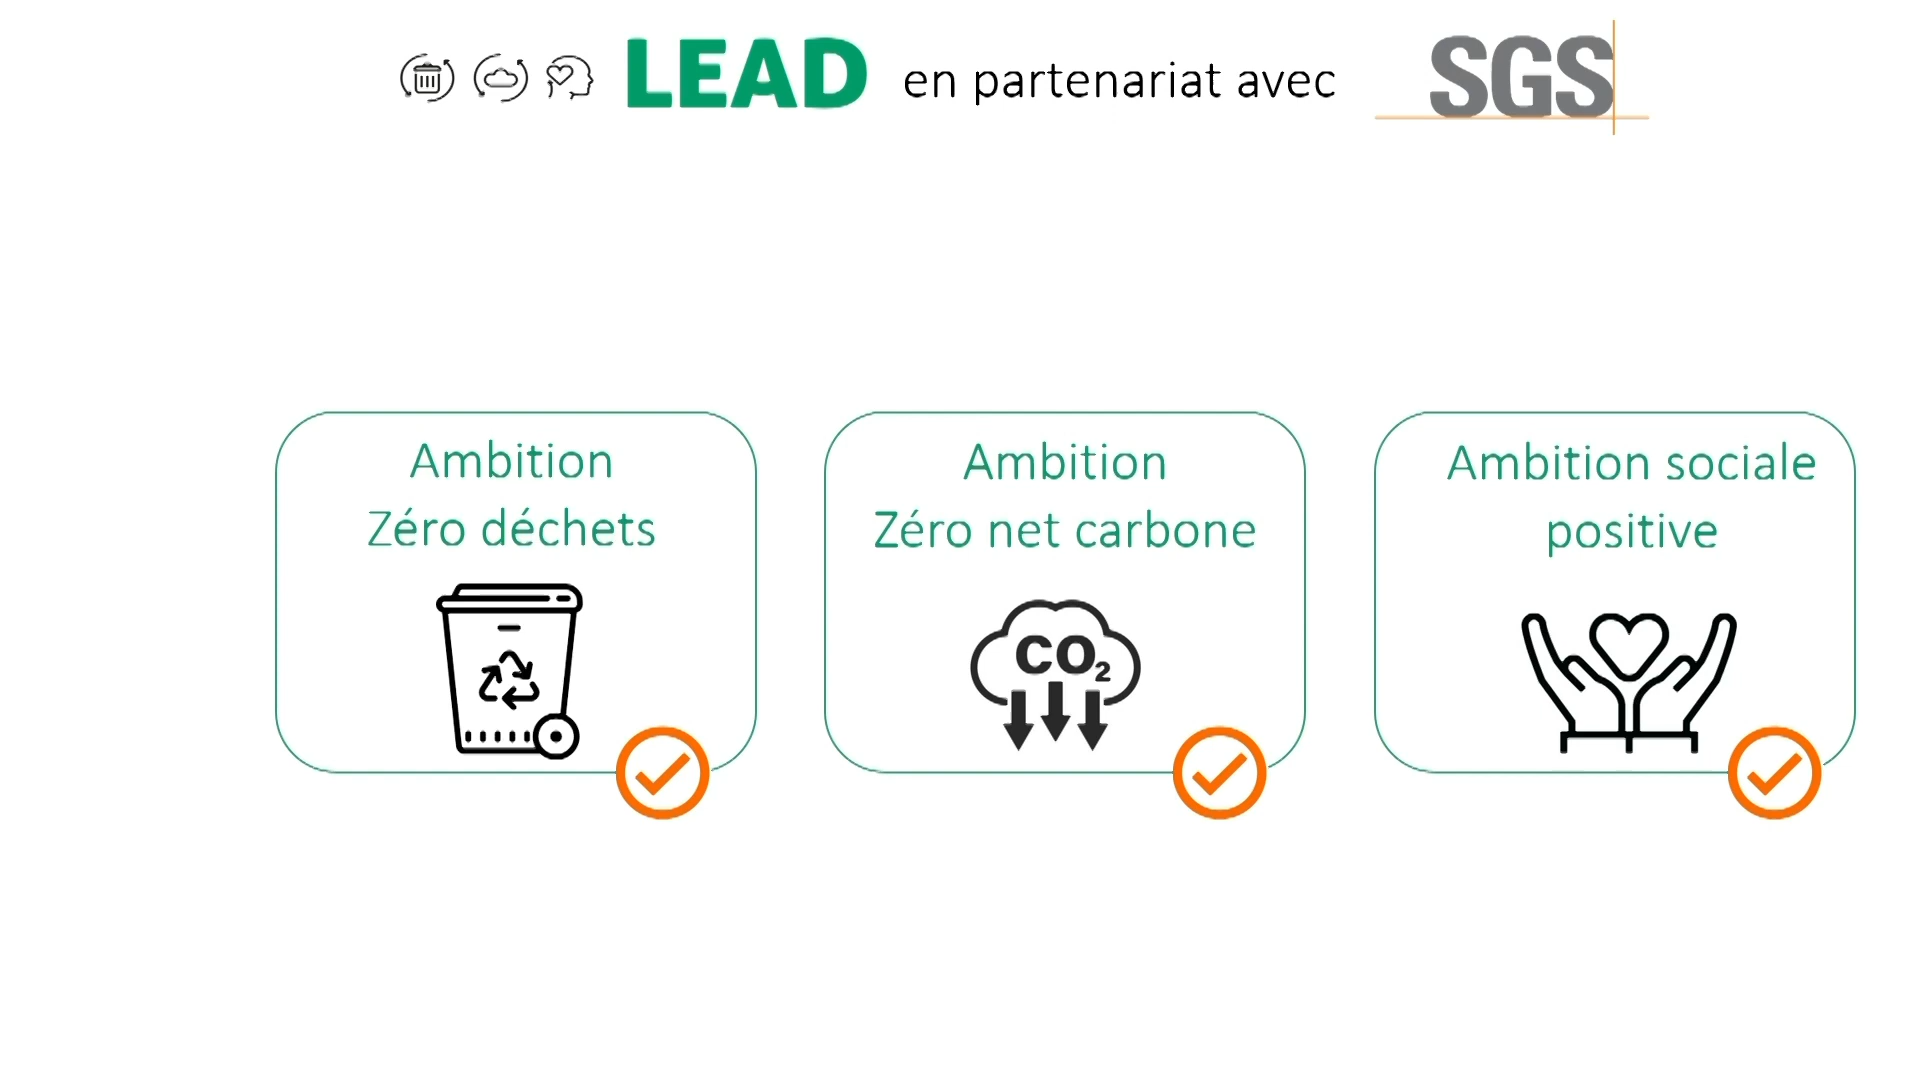 LEAD en partenariat avec SGS
Ambition
Zéro déchets
Ambition
Zéro net carbone
CO₂
Ambition sociale
positive